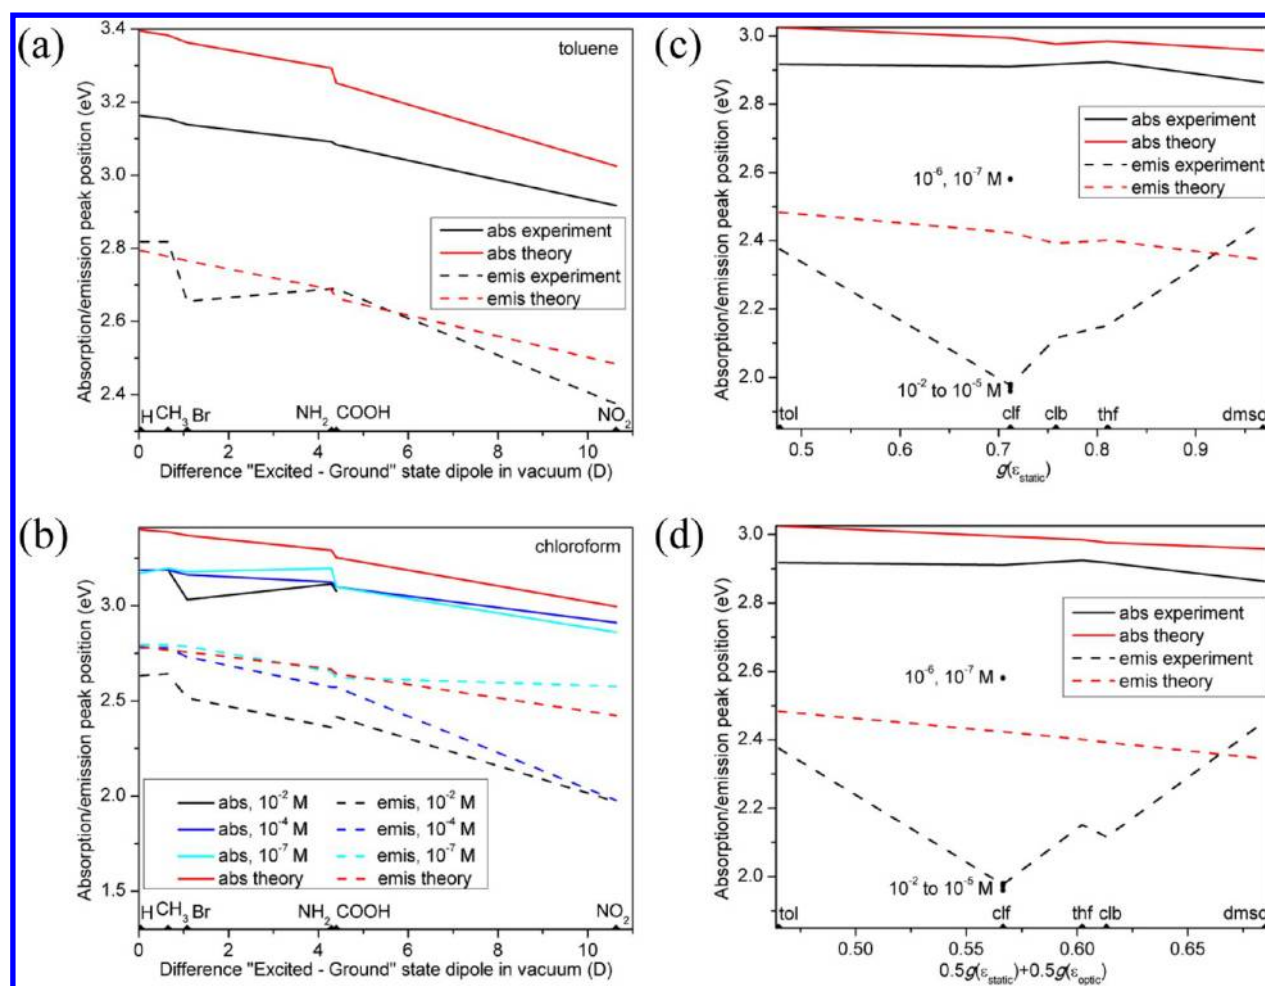 (a)
toluene
3.4
3.2
3.0
2.8
2.6
2.4
Absorption/emission peak position (eV)
abs experiment
abs theory
emis experiment
emis theory
H CH3 Br NH2 COOH NO2
0 2 4 6 8 10
Difference "Excited - Ground" state dipole in vacuum (D)
(c)
3.0
2.8
2.6
2.4
2.2
2.0
Absorption/emission peak position (eV)
abs experiment
abs theory
emis experiment
emis theory
10^-6, 10^-7 M
10^-2 to 10^-5 M
tol clf clb thf dmso
0.5 0.6 0.7 0.8 0.9
g(ε_static)
(b)
chloroform
3.0
2.5
2.0
1.5
Absorption/emission peak position (eV)
abs, 10^-2 M emis, 10^-2 M
abs, 10^-4 M emis, 10^-4 M
abs, 10^-7 M emis, 10^-7 M
abs theory emis theory
H CH3 Br NH2 COOH NO2
0 2 4 6 8 10
Difference "Excited - Ground" state dipole in vacuum (D)
(d)
3.0
2.8
2.6
2.4
2.2
2.0
Absorption/emission peak position (eV)
abs experiment
abs theory
emis experiment
emis theory
10^-6, 10^-7 M
10^-2 to 10^-5 M
tol clf thf clb dmso
0.50 0.55 0.60 0.65
0.5g(ε_static)+0.5g(ε_optic)